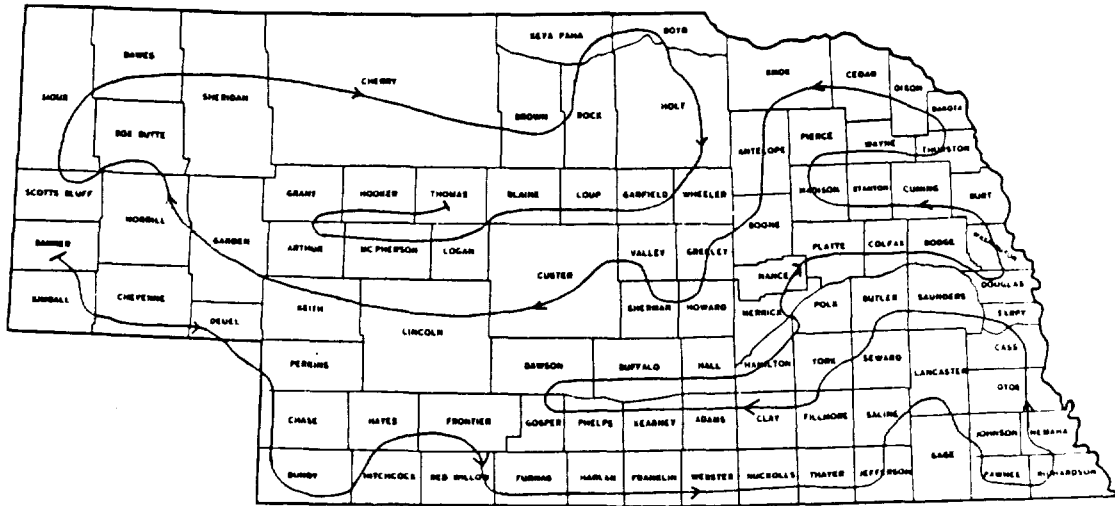 KEYA PAHA
BOYD
DAWES
CHERRY
KNOX
CEDAR
DIXON
SIOUX
SHERIDAN
DAKOTA
BROWN
ROCK
HOLT
BOX BUTTE
PIERCE
WAYNE
THURSTON
ANTELOPE
SCOTTS BLUFF
GRANT
HOOKER
THOMAS
BLAINE
LOUP
GARFIELD
WHEELER
MADISON
STANTON
CUMING
BURT
MORRILL
BOONE
BANNER
GARDEN
ARTHUR
MC PHERSON
LOGAN
VALLEY
GREELEY
PLATTE
COLFAX
DODGE
WASHINGTON
CUSTER
NANCE
DOUGLAS
KIMBALL
CHEYENNE
KEITH
SHERMAN
HOWARD
MERRICK
POLK
BUTLER
SAUNDERS
SARPY
DEUEL
LINCOLN
CASS
PERKINS
DAWSON
BUFFALO
HALL
HAMILTON
YORK
SEWARD
LANCASTER
OTOE
CHASE
HAYES
FRONTIER
GOSPER
PHELPS
KEARNEY
ADAMS
CLAY
FILLMORE
SALINE
JOHNSON
NEMAHA
GAGE
DUNDY
HITCHCOCK
RED WILLOW
FURNAS
HARLAN
FRANKLIN
WEBSTER
NUCKOLLS
THAYER
JEFFERSON
PAWNEE
RICHARDSON